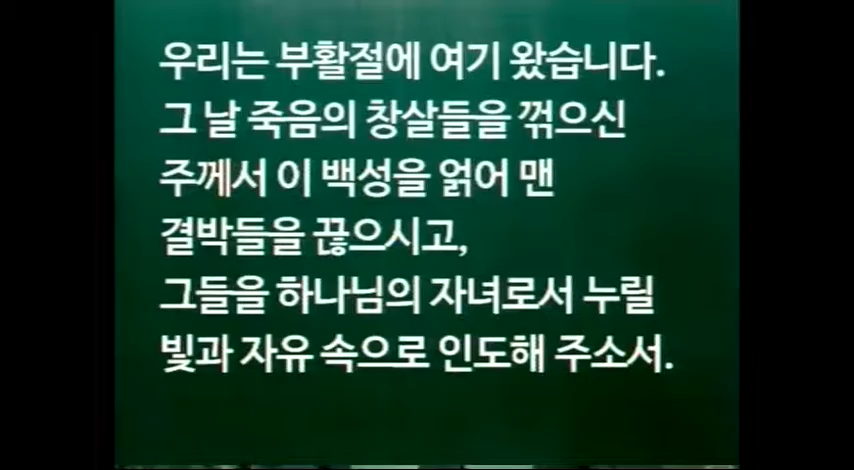 우리는 부활절에 여기 왔습니다.
그 날 죽음의 창살들을 꺾으신
주께서 이 백성을 얽어 맨
결박들을 끊으시고,
그들을 하나님의 자녀로서 누릴
빛과 자유 속으로 인도해 주소서.